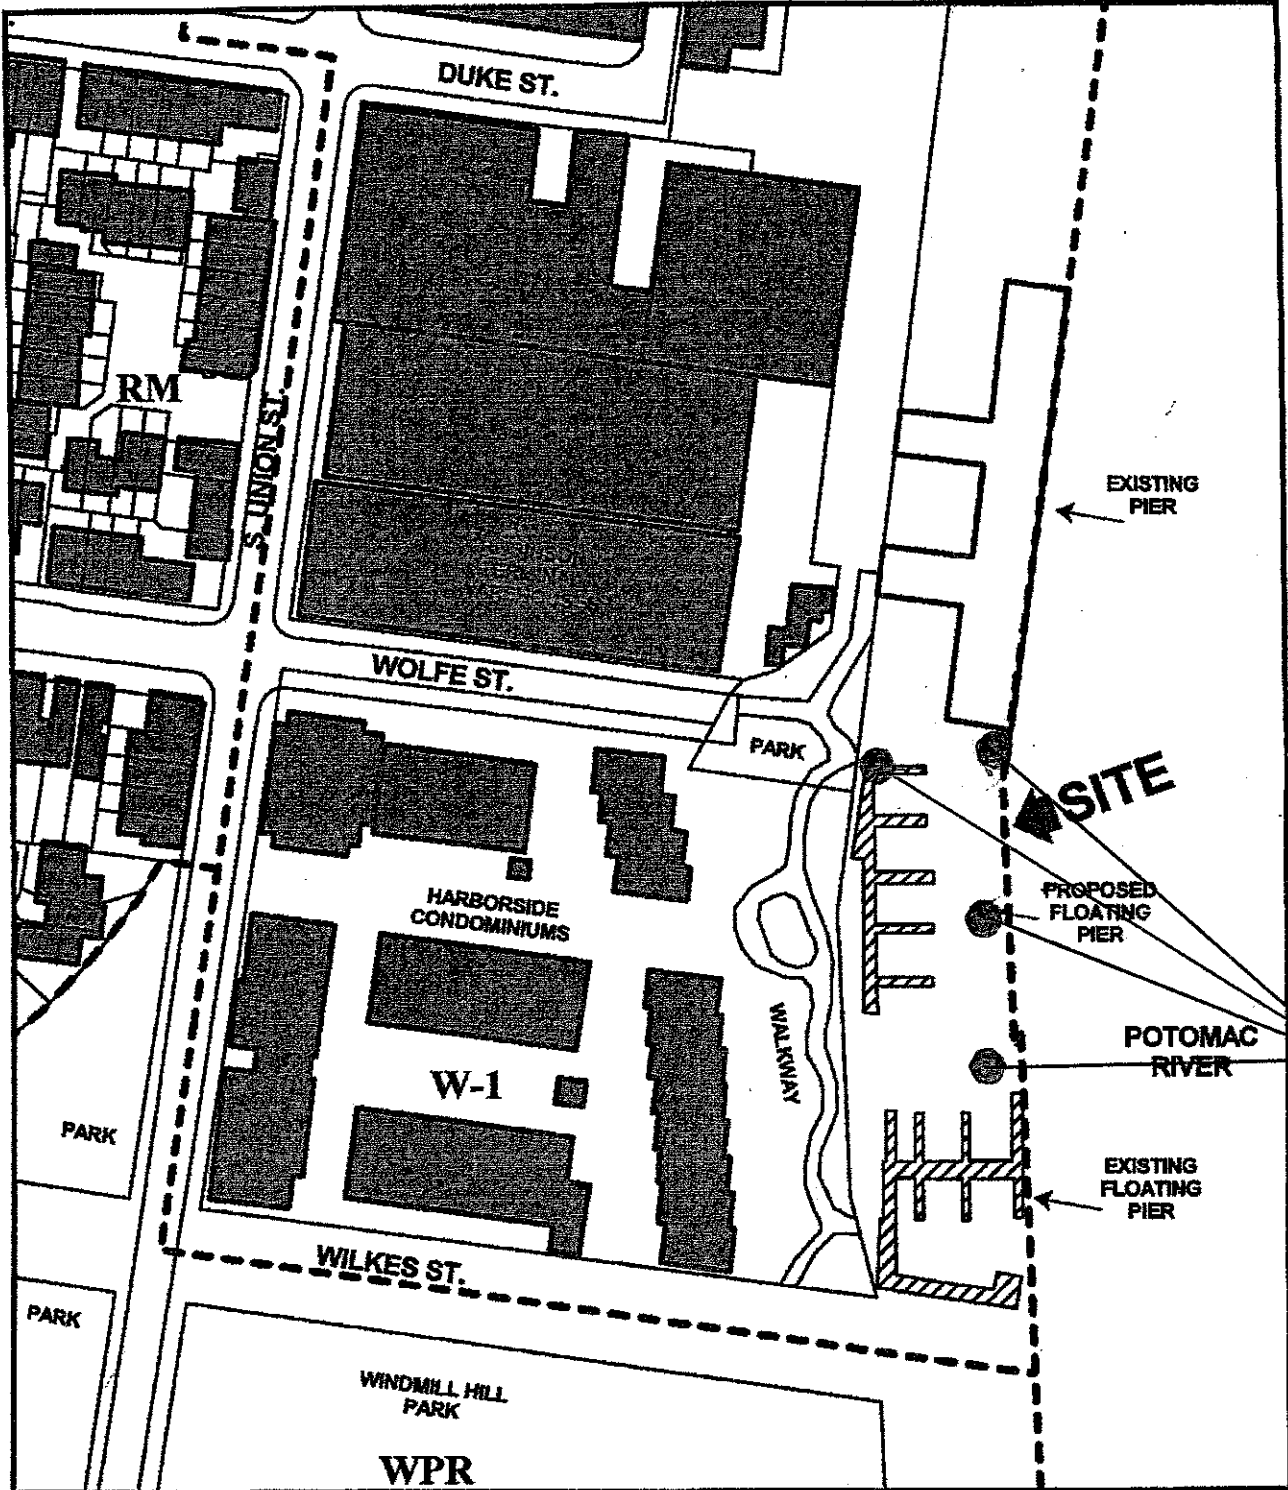 DUKE ST.
RM
S. UNION ST.
EXISTING
PIER
WOLFE ST.
PARK
SITE
HARBORSIDE
CONDOMINIUMS
PROPOSED
FLOATING
PIER
WALKWAY
POTOMAC
RIVER
W-1
PARK
EXISTING
FLOATING
PIER
WILKES ST.
PARK
WINDMILL HILL
PARK
WPR